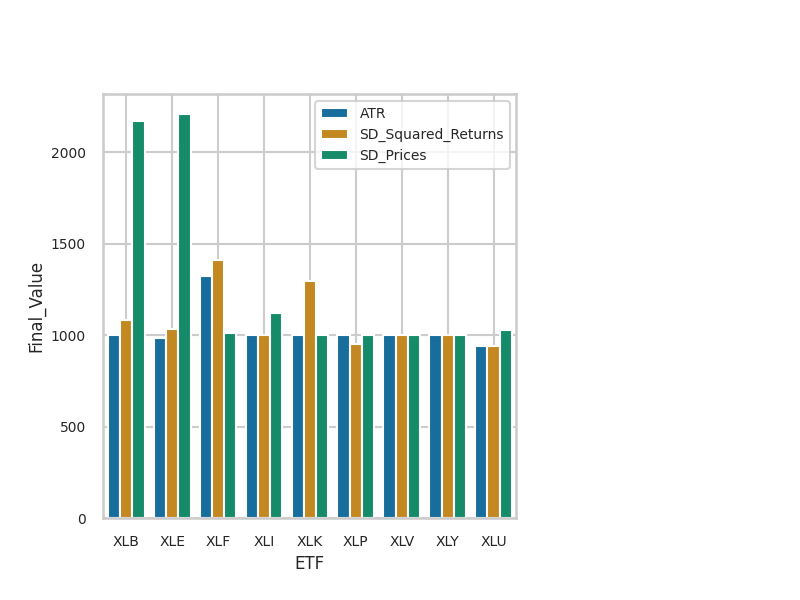 ATR
SD_Squared_Returns
SD_Prices
2000
1500
1000
500
0
Final_Value
XLB XLE XLF XLI XLK XLP XLV XLY XLU
ETF